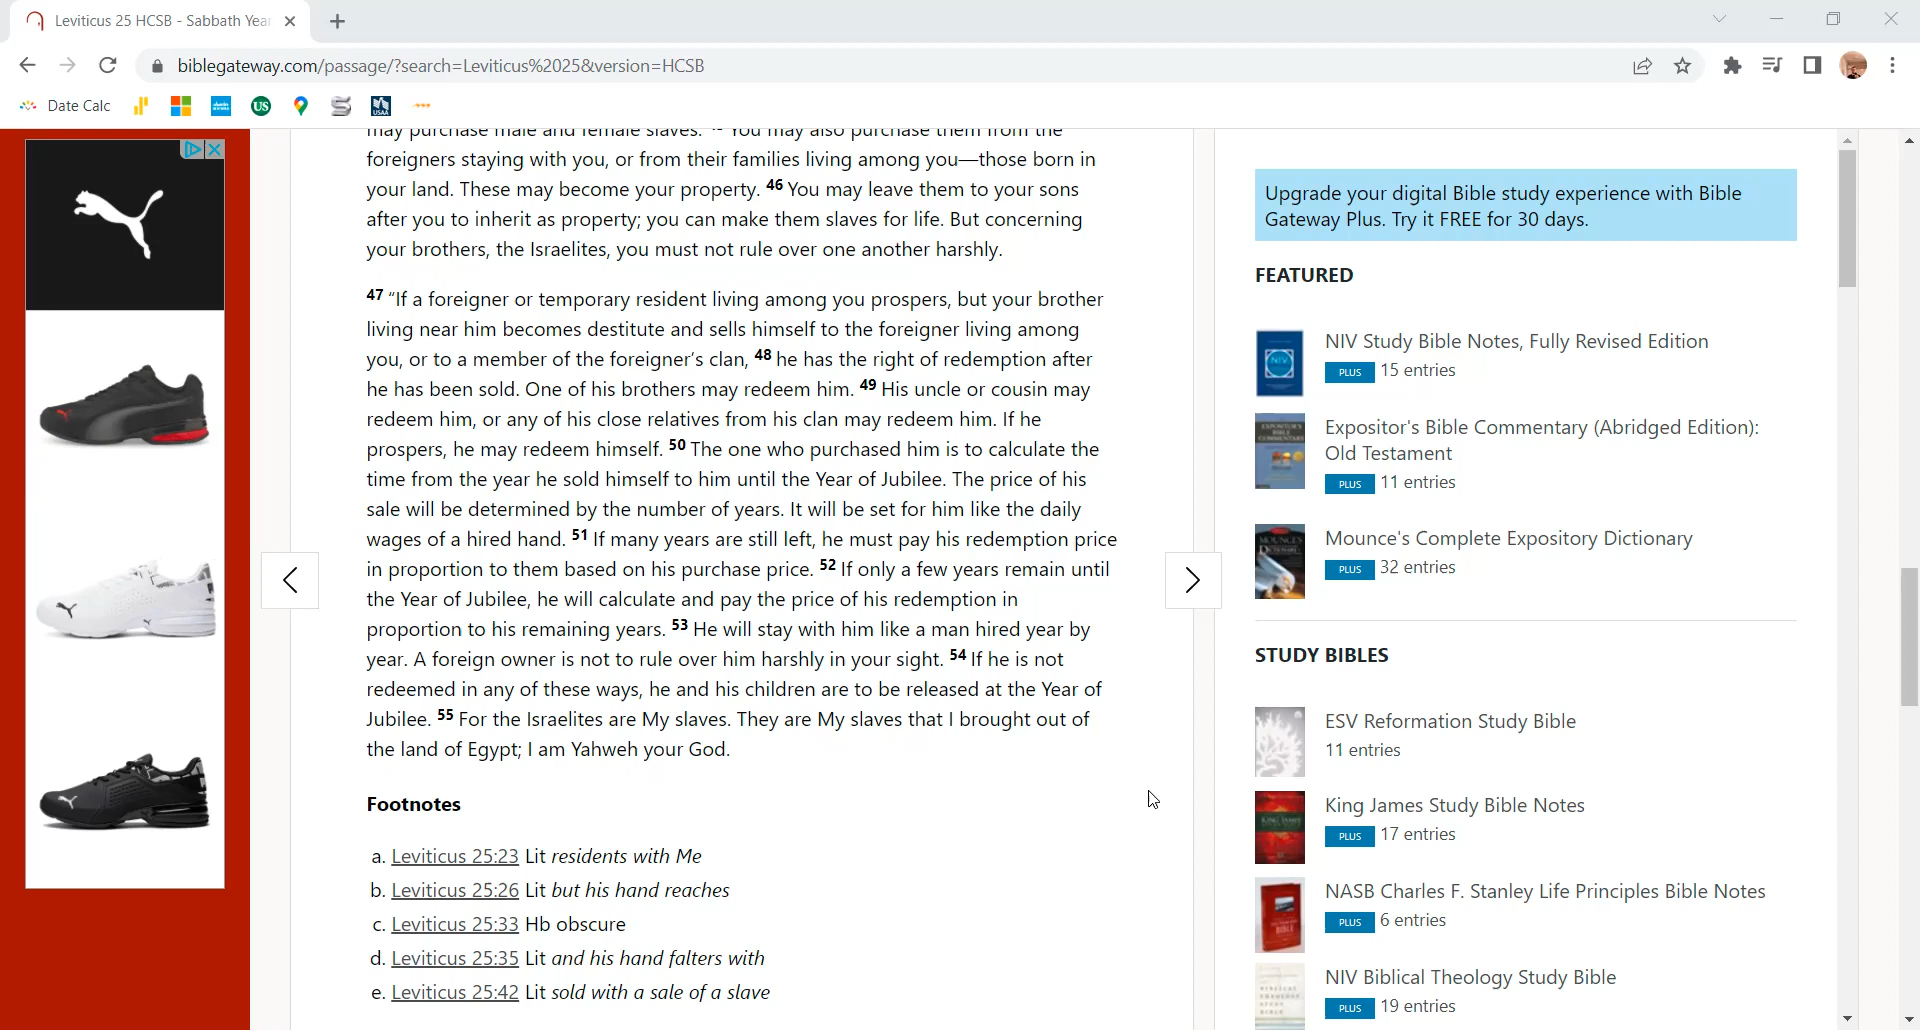 Leviticus 25 HCSB - Sabbath Year
biblegateway.com/passage/?search=Leviticus%2025&version=HCSB
Date Calc
US
USAA
may purchase male and female slaves. You may also purchase them from the
foreigners staying with you, or from their families living among you—those born in
your land. These may become your property. 46 You may leave them to your sons
after you to inherit as property; you can make them slaves for life. But concerning
your brothers, the Israelites, you must not rule over one another harshly.
47 “If a foreigner or temporary resident living among you prospers, but your brother
living near him becomes destitute and sells himself to the foreigner living among
you, or to a member of the foreigner’s clan, 48 he has the right of redemption after
he has been sold. One of his brothers may redeem him. 49 His uncle or cousin may
redeem him, or any of his close relatives from his clan may redeem him. If he
prospers, he may redeem himself. 50 The one who purchased him is to calculate the
time from the year he sold himself to him until the Year of Jubilee. The price of his
sale will be determined by the number of years. It will be set for him like the daily
wages of a hired hand. 51 If many years are still left, he must pay his redemption price
in proportion to them based on his purchase price. 52 If only a few years remain until
the Year of Jubilee, he will calculate and pay the price of his redemption in
proportion to his remaining years. 53 He will stay with him like a man hired year by
year. A foreign owner is not to rule over him harshly in your sight. 54 If he is not
redeemed in any of these ways, he and his children are to be released at the Year of
Jubilee. 55 For the Israelites are My slaves. They are My slaves that I brought out of
the land of Egypt; I am Yahweh your God.
Footnotes
a. Leviticus 25:23 Lit residents with Me
b. Leviticus 25:26 Lit but his hand reaches
c. Leviticus 25:33 Hb obscure
d. Leviticus 25:35 Lit and his hand falters with
e. Leviticus 25:42 Lit sold with a sale of a slave
Upgrade your digital Bible study experience with Bible
Gateway Plus. Try it FREE for 30 days.
FEATURED
NIV
NIV Study Bible Notes, Fully Revised Edition
PLUS 15 entries
EXPOSITOR'S
BIBLE
COMMENTARY
Expositor's Bible Commentary (Abridged Edition):
Old Testament
PLUS 11 entries
MOUNCE'S
Mounce's Complete Expository Dictionary
PLUS 32 entries
STUDY BIBLES
ESV Reformation Study Bible
11 entries
KING JAMES
King James Study Bible Notes
PLUS 17 entries
BIBLE
NASB Charles F. Stanley Life Principles Bible Notes
PLUS 6 entries
BIBLICAL
THEOLOGY
STUDY
BIBLE
NIV Biblical Theology Study Bible
PLUS 19 entries